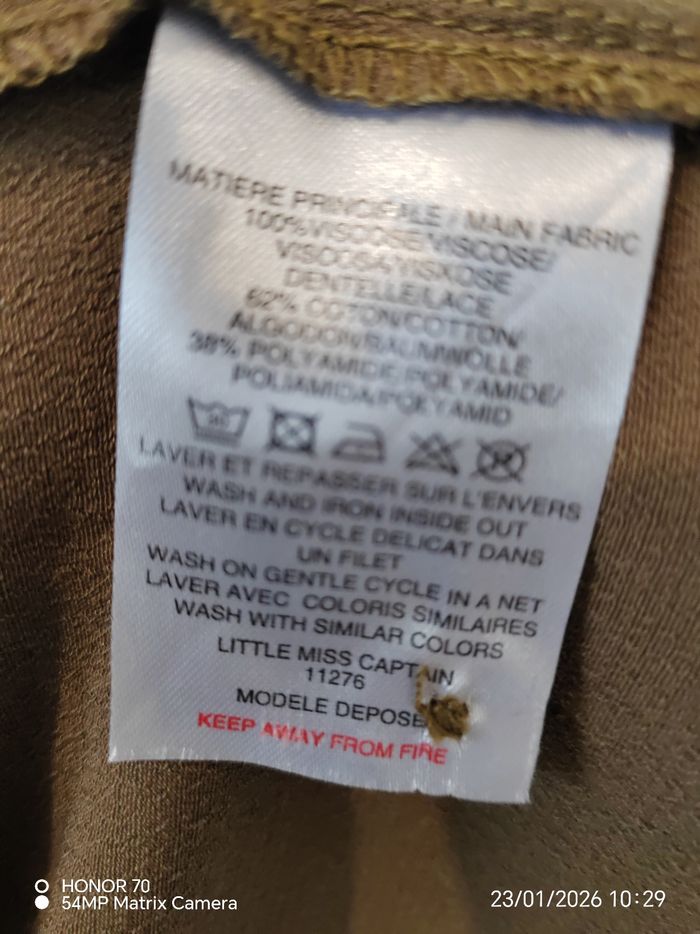 MATIERE PRINCIPALE / MAIN FABRIC
100%VISCOSE/VISCOSE/
VISCOSA/VISKOSE
DENTELLE/LACE
62% COTON/COTTON/
ALGODON/BAUMWOLLE
38% POLYAMIDE/POLYAMIDE/
POLIAMIDA/POLYAMID
30
LAVER ET REPASSER SUR L'ENVERS
WASH AND IRON INSIDE OUT
LAVER EN CYCLE DELICAT DANS
UN FILET
WASH ON GENTLE CYCLE IN A NET
LAVER AVEC COLORIS SIMILAIRES
WASH WITH SIMILAR COLORS
LITTLE MISS CAPTAIN
11276
MODELE DEPOSE
KEEP AWAY FROM FIRE
HONOR 70
54MP Matrix Camera
23/01/2026 10:29